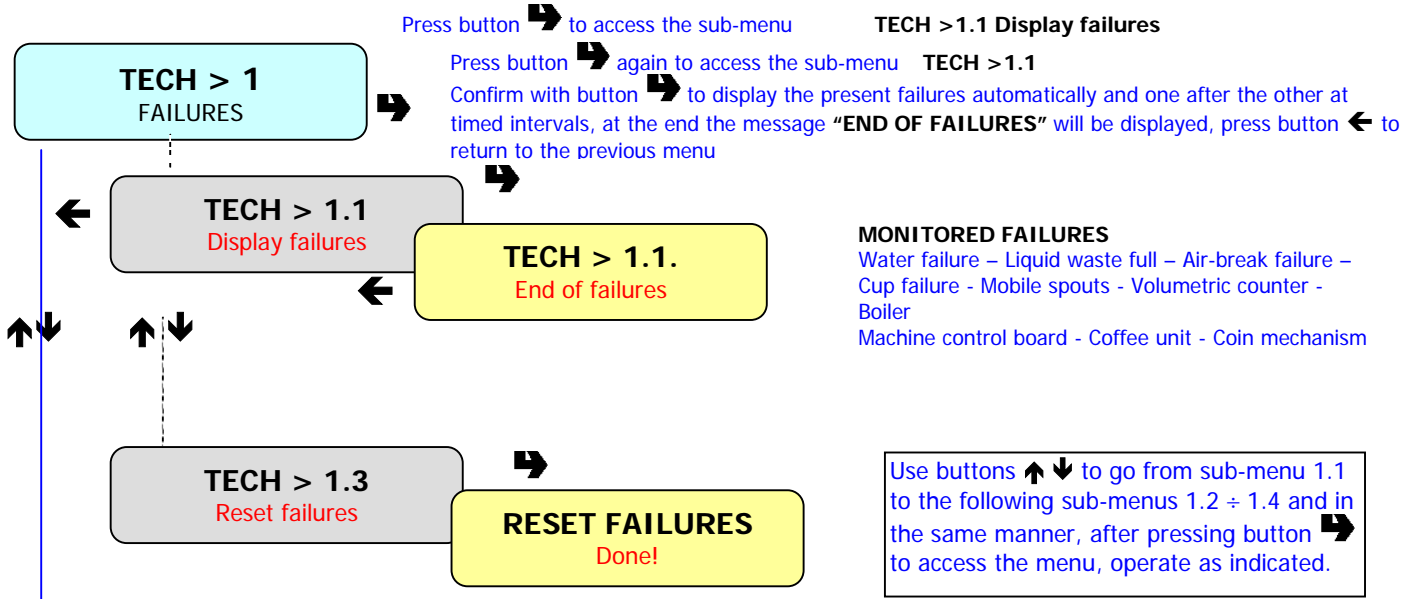 Press button to access the sub-menu TECH >1.1 Display failures
TECH > 1
FAILURES
Press button again to access the sub-menu TECH >1.1
Confirm with button to display the present failures automatically and one after the other at
timed intervals, at the end the message “END OF FAILURES” will be displayed, press button 🡰 to
return to the previous menu
TECH > 1.1
Display failures
TECH > 1.1.
End of failures
MONITORED FAILURES
Water failure – Liquid waste full – Air-break failure –
Cup failure - Mobile spouts - Volumetric counter -
Boiler
Machine control board - Coffee unit - Coin mechanism
TECH > 1.3
Reset failures
RESET FAILURES
Done!
Use buttons 🡱 🡳 to go from sub-menu 1.1
to the following sub-menus 1.2 ÷ 1.4 and in
the same manner, after pressing button
to access the menu, operate as indicated.